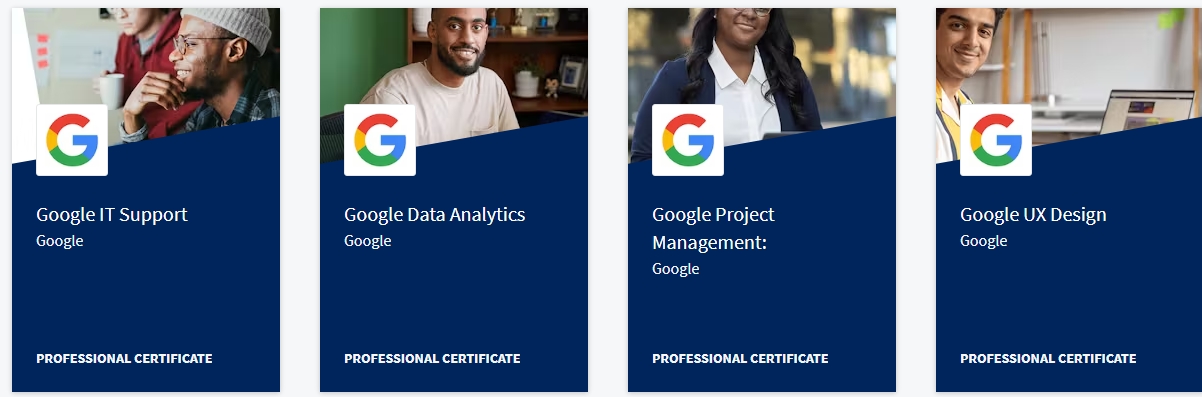 Google IT Support
Google
PROFESSIONAL CERTIFICATE
Google Data Analytics
Google
PROFESSIONAL CERTIFICATE
Google Project
Management:
Google
PROFESSIONAL CERTIFICATE
Google UX Design
Google
PROFESSIONAL CERTIFICATE